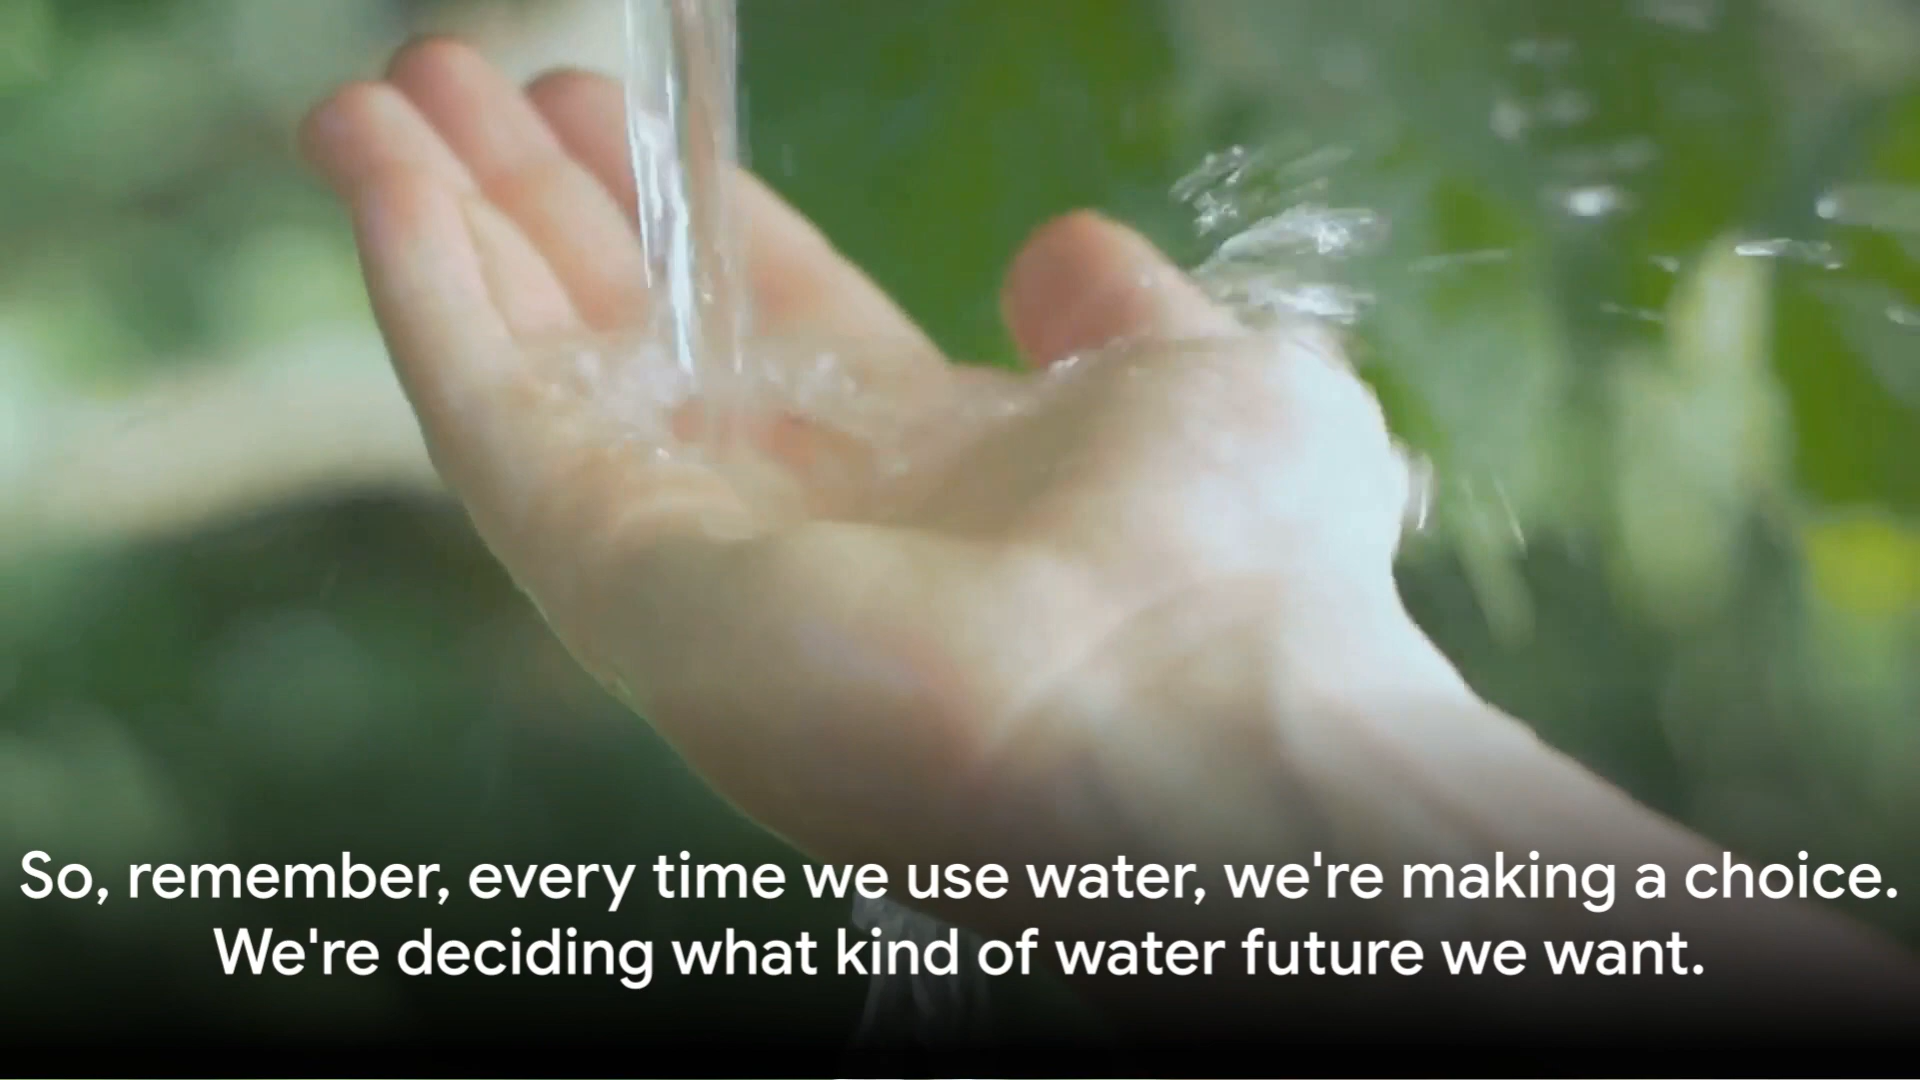 So, remember, every time we use water, we're making a choice.
We're deciding what kind of water future we want.